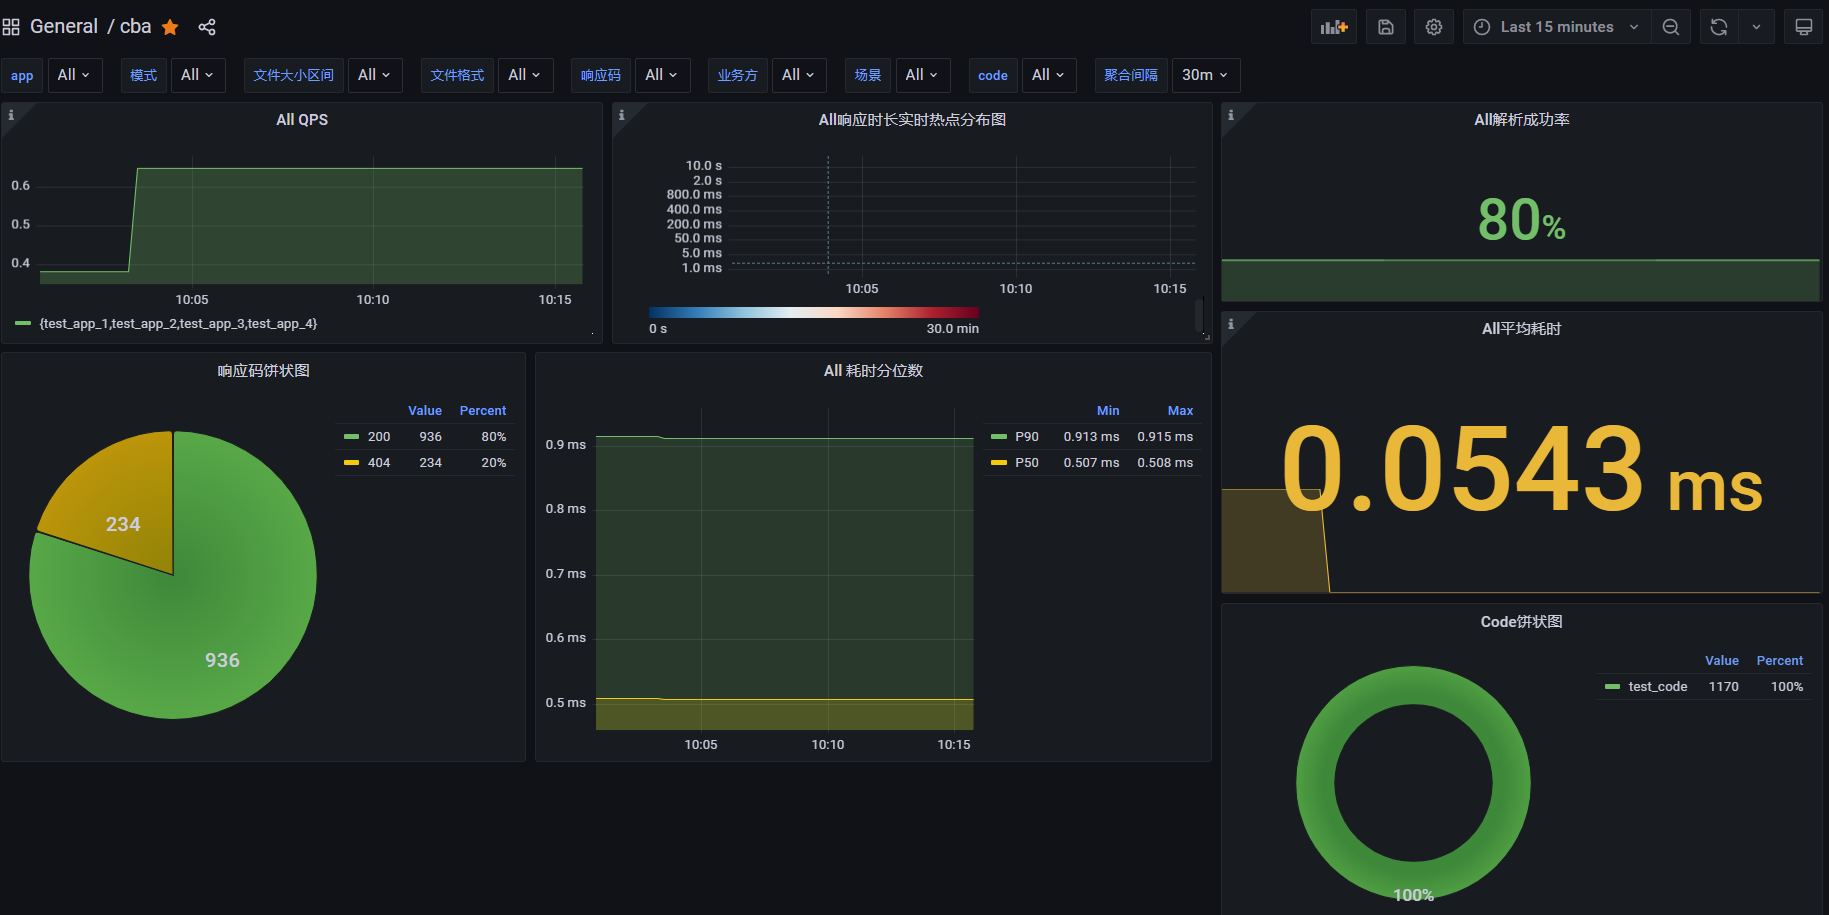 General / cba
Last 15 minutes
app All 模式 All 文件大小区间 All 文件格式 All 响应码 All 业务方 All 场景 All code All 聚合间隔 30m
All QPS
0.6
0.5
0.4
10:05 10:10 10:15
{test_app_1,test_app_2,test_app_3,test_app_4}
All响应时长实时热点分布图
10.0 s
2.0 s
800.0 ms
400.0 ms
200.0 ms
50.0 ms
5.0 ms
1.0 ms
10:05 10:10 10:15
0 s 30.0 min
All解析成功率
80%
All平均耗时
0.0543 ms
响应码饼状图
Value Percent
200 936 80%
404 234 20%
234
936
All 耗时分位数
0.9 ms
0.8 ms
0.7 ms
0.6 ms
0.5 ms
10:05 10:10 10:15
Min Max
P90 0.913 ms 0.915 ms
P50 0.507 ms 0.508 ms
Code饼状图
Value Percent
test_code 1170 100%
100%